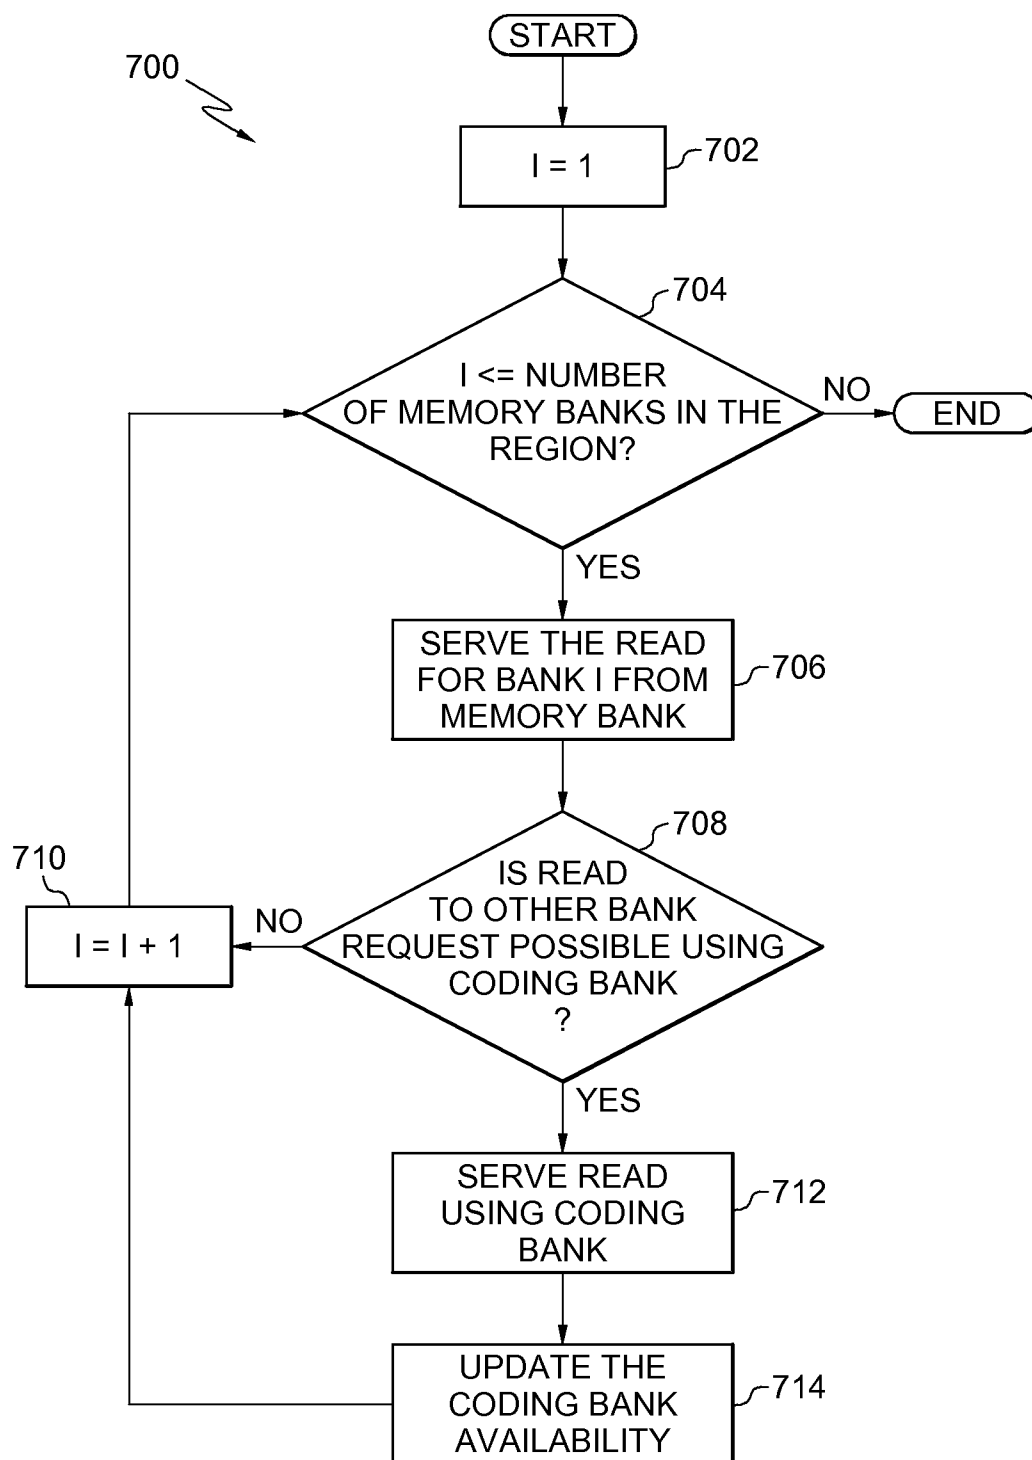 START
700
I = 1
702
704
I <= NUMBER
OF MEMORY BANKS IN THE
REGION?
NO
END
YES
SERVE THE READ
FOR BANK I FROM
MEMORY BANK
706
708
IS READ
TO OTHER BANK
REQUEST POSSIBLE USING
CODING BANK
?
710
NO
I = I + 1
YES
SERVE READ
USING CODING
BANK
712
UPDATE THE
CODING BANK
AVAILABILITY
714